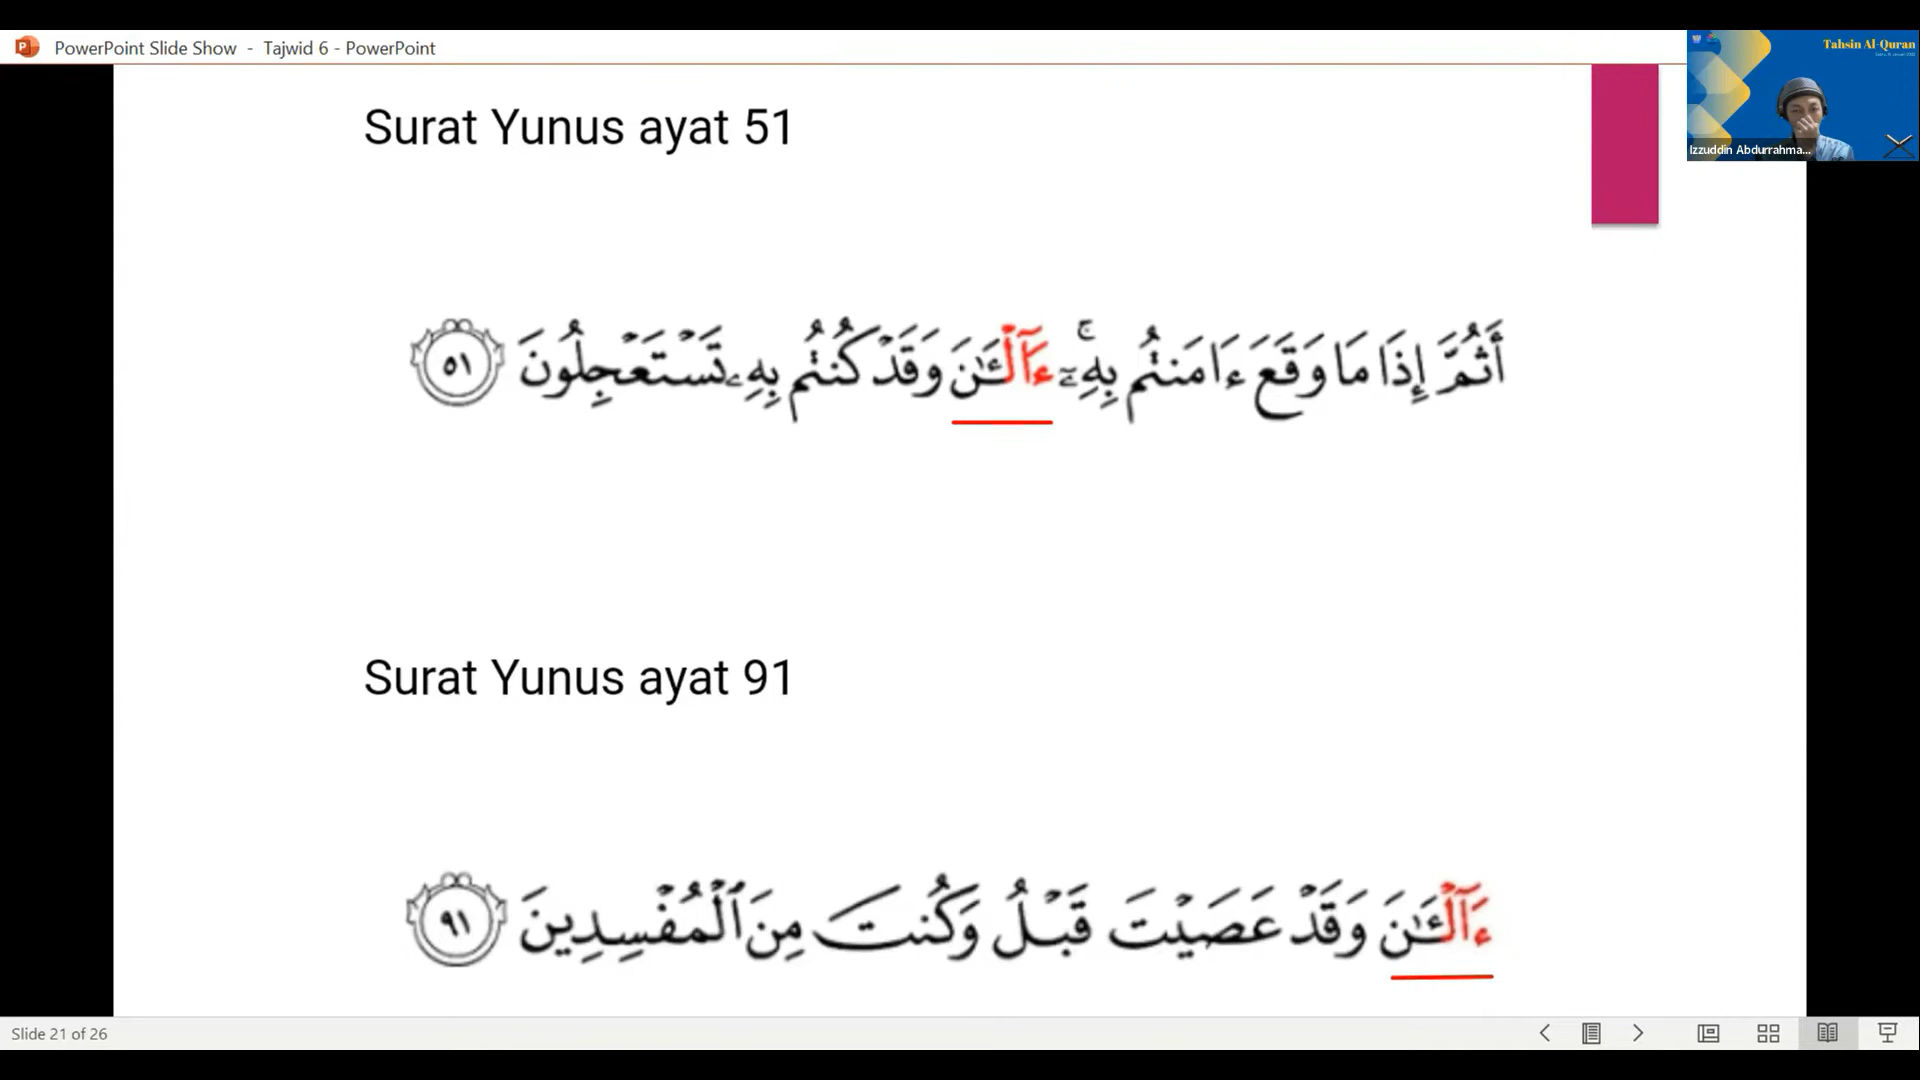 PowerPoint Slide Show - Tajwid 6 - PowerPoint
Tahsin Al-Quran
Izzuddin Abdurrahma...
Surat Yunus ayat 51
أَثُمَّ إِذَا مَا وَقَعَ ءَامَنتُم بِهِۦٓۚ ءَآلْـَٰٔنَ وَقَدْ كُنتُم بِهِۦ تَسْتَعْجِلُونَ ٥١
Surat Yunus ayat 91
ءَآلْـَٰٔنَ وَقَدْ عَصَيْتَ قَبْلُ وَكُنتَ مِنَ ٱلْمُفْسِدِينَ ٩١
Slide 21 of 26